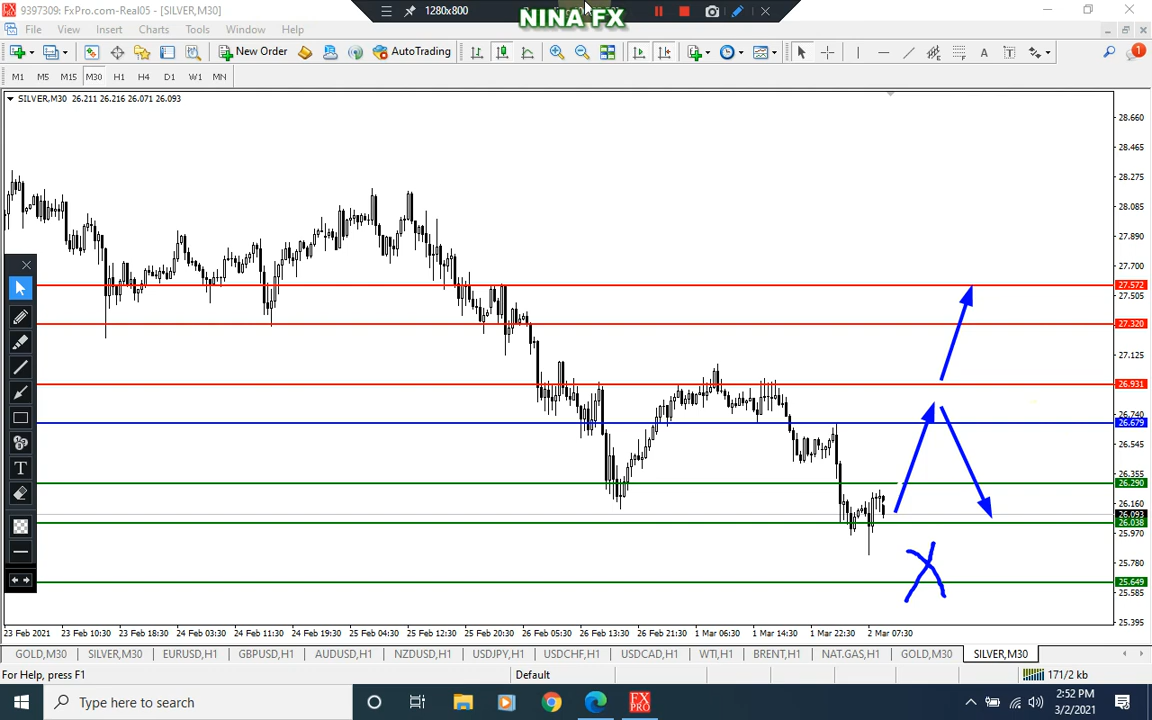 9397309: FxPro.com-Real05 - [SILVER,M30]
1280x800
NINA FX
File View Insert Charts Tools Window Help
New Order
AutoTrading
A
T
1
M1 M5 M15 M30 H1 H4 D1 W1 MN
SILVER,M30 26.211 26.216 26.071 26.093
28.660
28.465
28.275
28.085
27.890
27.700
27.572
27.505
27.320
27.125
26.931
26.740
26.679
26.545
26.355
26.290
26.160
26.093
26.038
25.970
25.780
25.649
25.585
25.395
T
X
23 Feb 2021 23 Feb 10:30 23 Feb 18:30 24 Feb 03:30 24 Feb 11:30 24 Feb 19:30 25 Feb 04:30 25 Feb 12:30 25 Feb 20:30 26 Feb 05:30 26 Feb 13:30 26 Feb 21:30 1 Mar 06:30 1 Mar 14:30 1 Mar 22:30 2 Mar 07:30
GOLD,M30 SILVER,M30 EURUSD,H1 GBPUSD,H1 AUDUSD,H1 NZDUSD,H1 USDJPY,H1 USDCHF,H1 USDCAD,H1 WTI,H1 BRENT,H1 NAT.GAS,H1 GOLD,M30 SILVER,M30
For Help, press F1
Default
171/2 kb
Type here to search
FX PRO
2:52 PM
3/2/2021